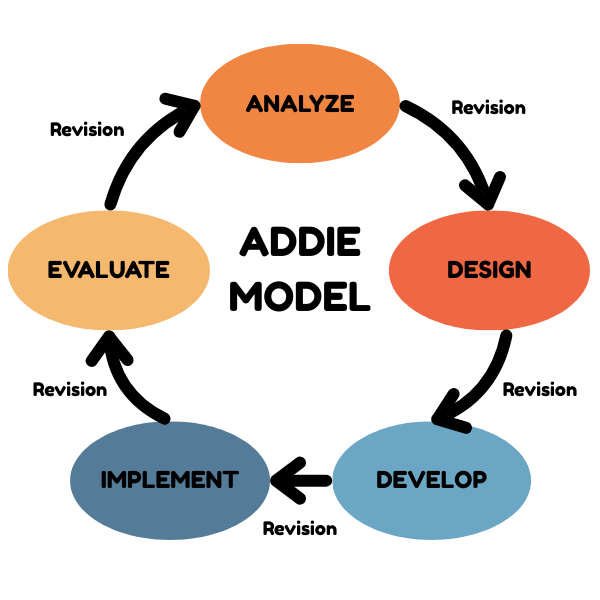 ANALYZE
Revision
Revision
ADDIE
MODEL
EVALUATE
DESIGN
Revision
Revision
IMPLEMENT
DEVELOP
Revision